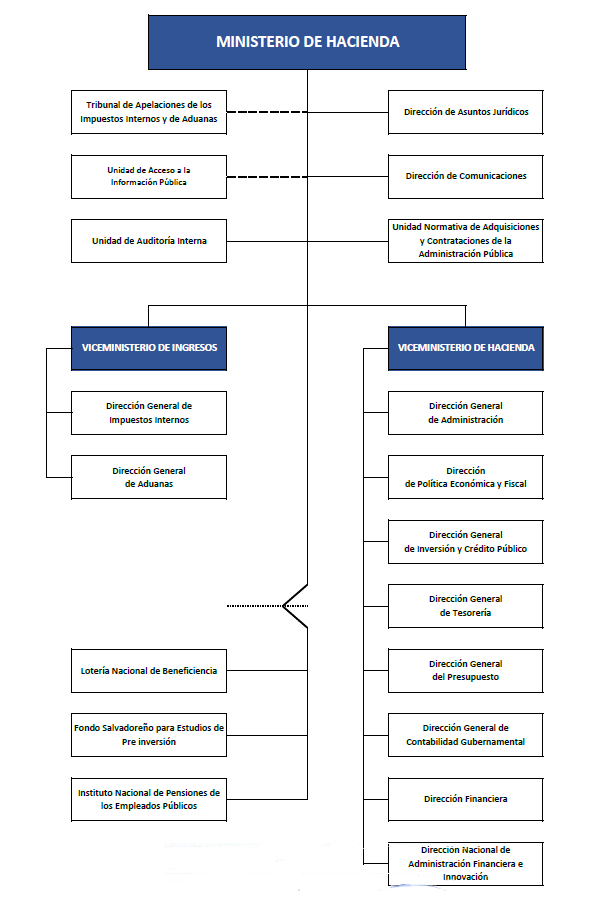 MINISTERIO DE HACIENDA
Tribunal de Apelaciones de los
Impuestos Internos y de Aduanas
Dirección de Asuntos Jurídicos
Unidad de Acceso a la
Información Pública
Dirección de Comunicaciones
Unidad de Auditoría Interna
Unidad Normativa de Adquisiciones
y Contrataciones de la
Administración Pública
VICEMINISTERIO DE INGRESOS
VICEMINISTERIO DE HACIENDA
Dirección General de
Impuestos Internos
Dirección General
de Administración
Dirección General
de Aduanas
Dirección
de Política Económica y Fiscal
Dirección General
de Inversión y Crédito Público
Dirección General
de Tesorería
Lotería Nacional de Beneficiencia
Dirección General
del Presupuesto
Fondo Salvadoreño para Estudios de
Pre inversión
Dirección General de
Contabilidad Gubernamental
Instituto Nacional de Pensiones de
los Empleados Públicos
Dirección Financiera
Dirección Nacional de
Administración Financiera e
Innovación